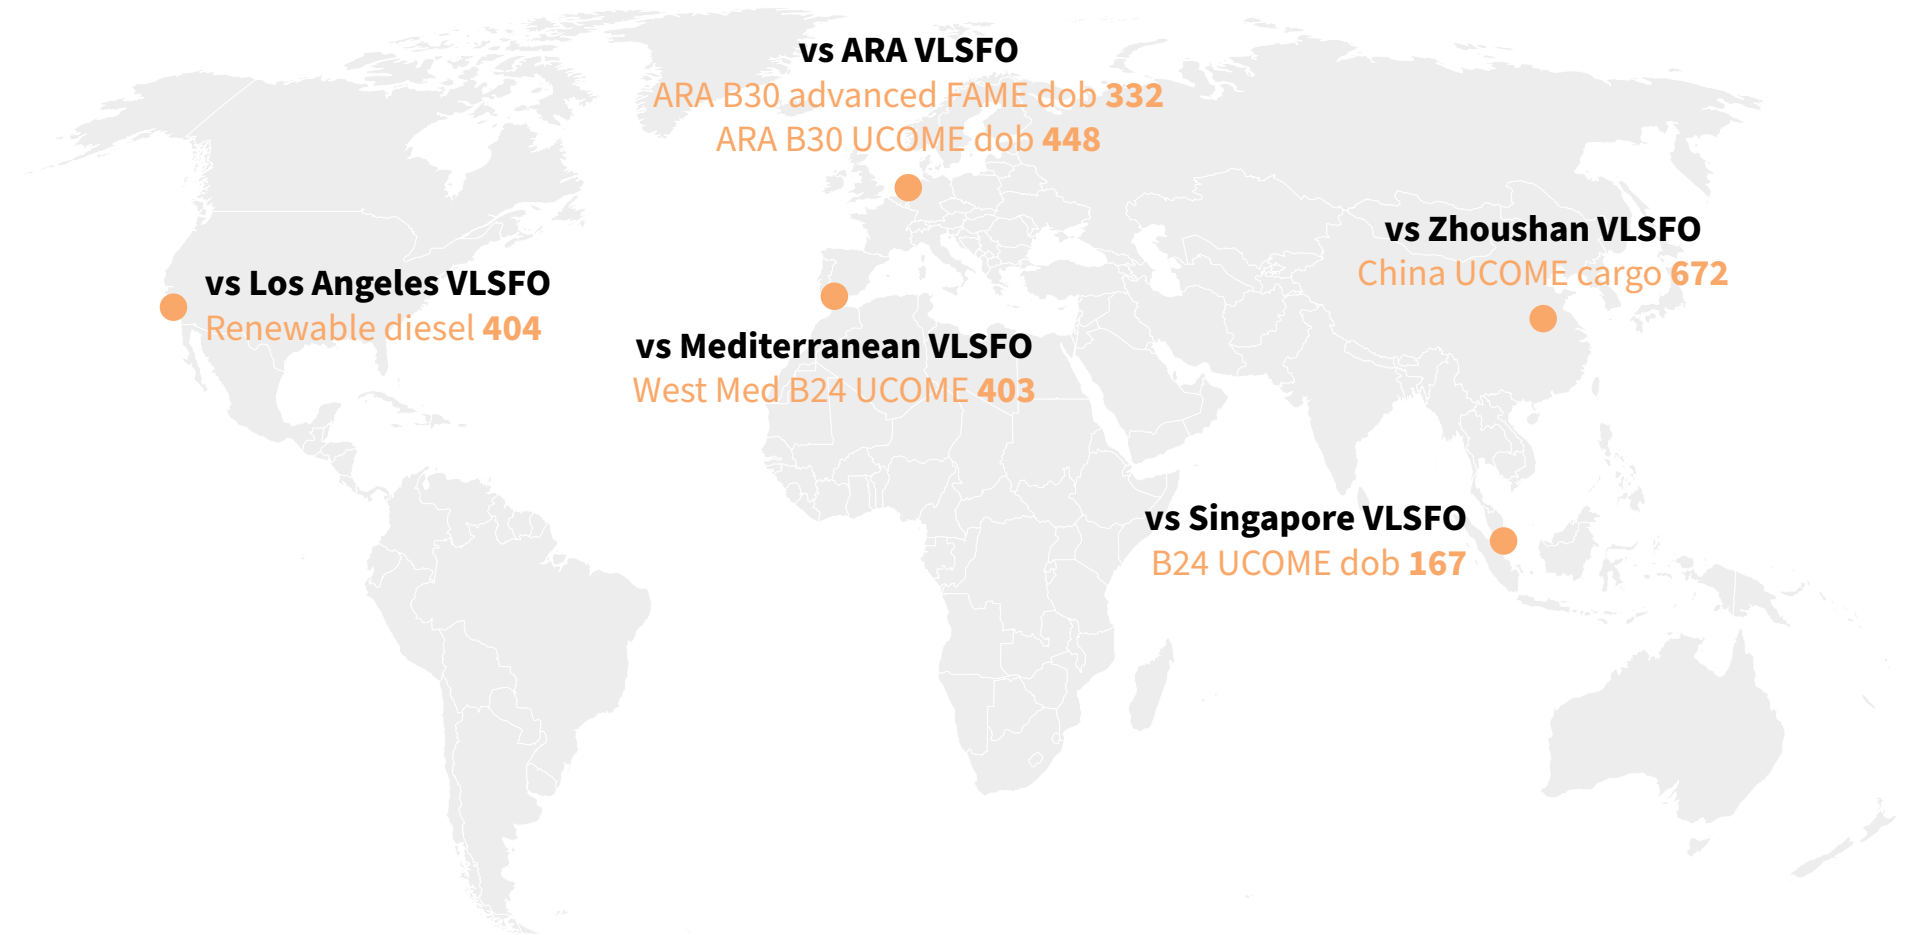 vs ARA VLSFO
ARA B30 advanced FAME dob 332
ARA B30 UCOME dob 448
vs Zhoushan VLSFO
China UCOME cargo 672
vs Los Angeles VLSFO
Renewable diesel 404
vs Mediterranean VLSFO
West Med B24 UCOME 403
vs Singapore VLSFO
B24 UCOME dob 167